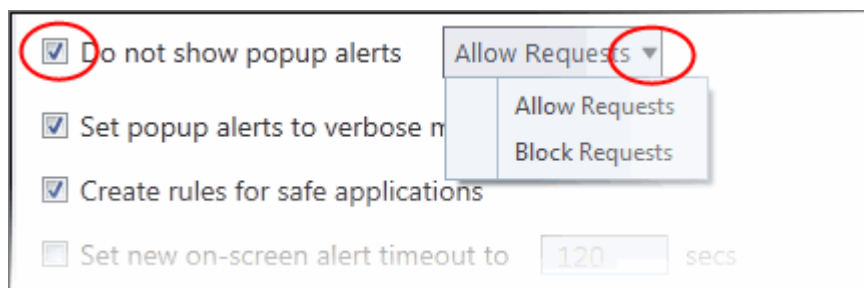 Do not show popup alerts Allow Requests
Allow Requests
Set popup alerts to verbose m
Block Requests
Create rules for safe applications
Set new on-screen alert timeout to 120 secs